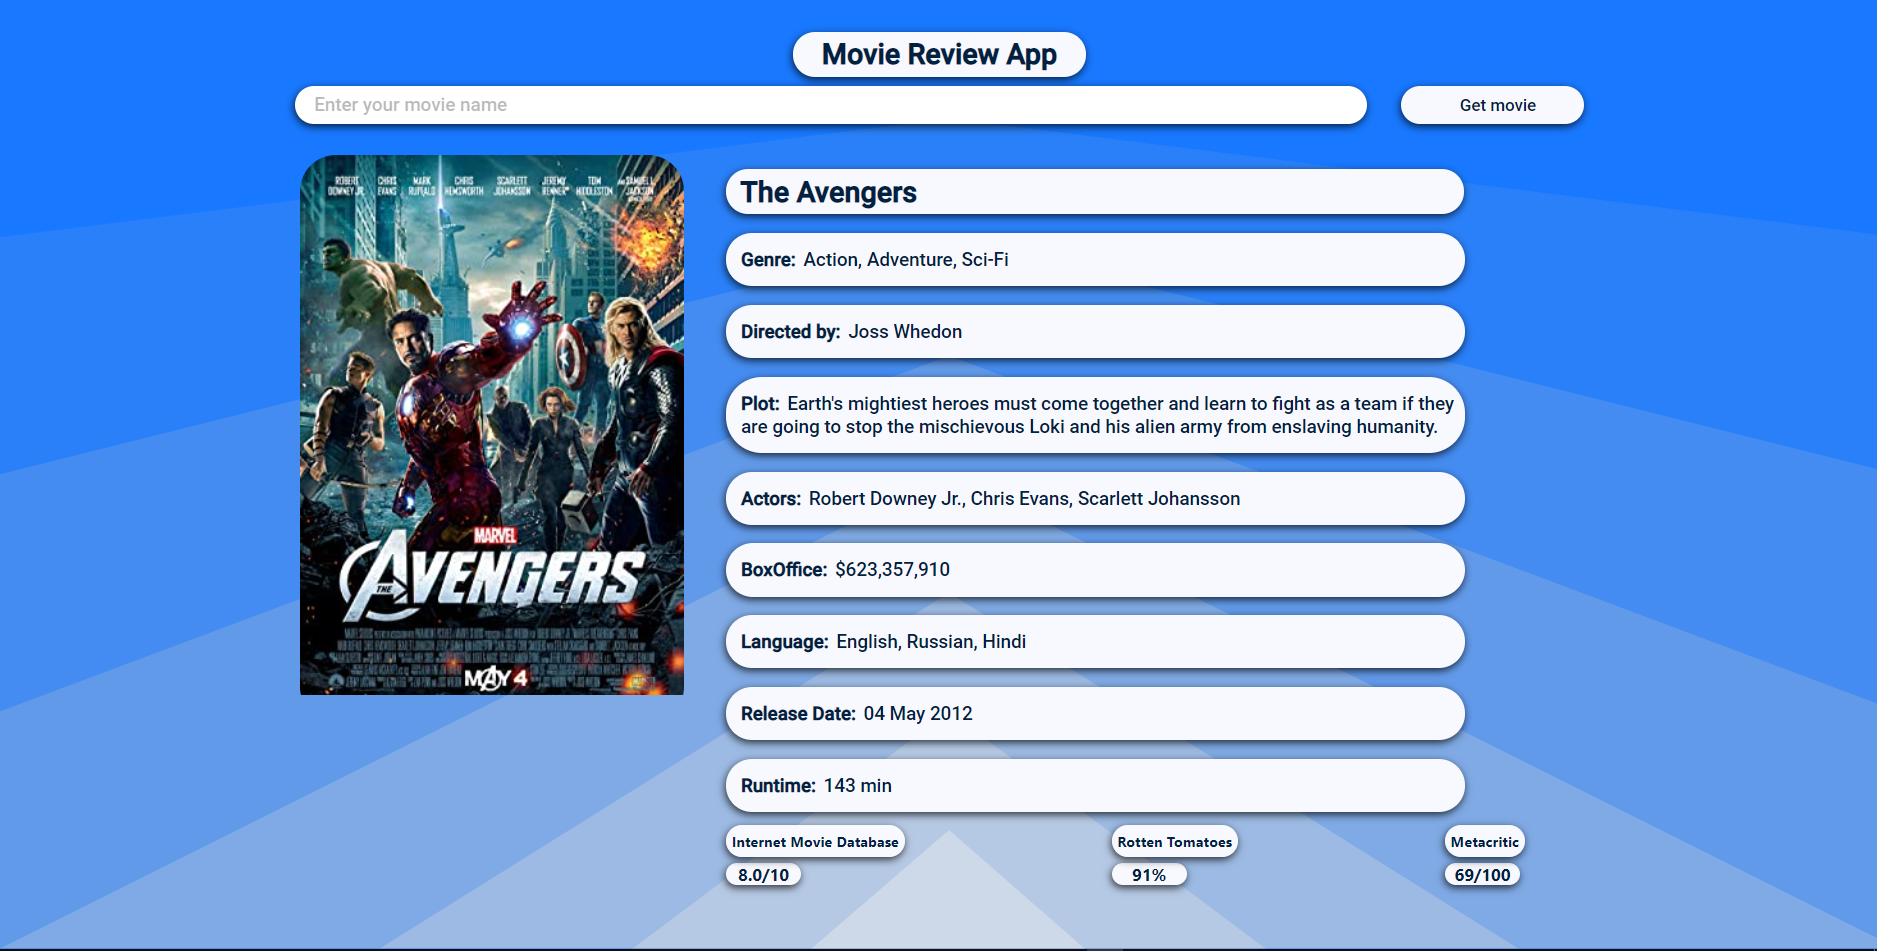 Movie Review App
Enter your movie name
Get movie
ROBERT DOWNEY JR.
CHRIS EVANS
MARK RUFFALO
CHRIS HEMSWORTH
SCARLETT JOHANSSON
JEREMY RENNER
TOM HIDDLESTON
AND SAMUEL L. JACKSON
MARVEL
THE AVENGERS
MAY 4
The Avengers
Genre: Action, Adventure, Sci-Fi
Directed by: Joss Whedon
Plot: Earth's mightiest heroes must come together and learn to fight as a team if they
are going to stop the mischievous Loki and his alien army from enslaving humanity.
Actors: Robert Downey Jr., Chris Evans, Scarlett Johansson
BoxOffice: $623,357,910
Language: English, Russian, Hindi
Release Date: 04 May 2012
Runtime: 143 min
Internet Movie Database
8.0/10
Rotten Tomatoes
91%
Metacritic
69/100